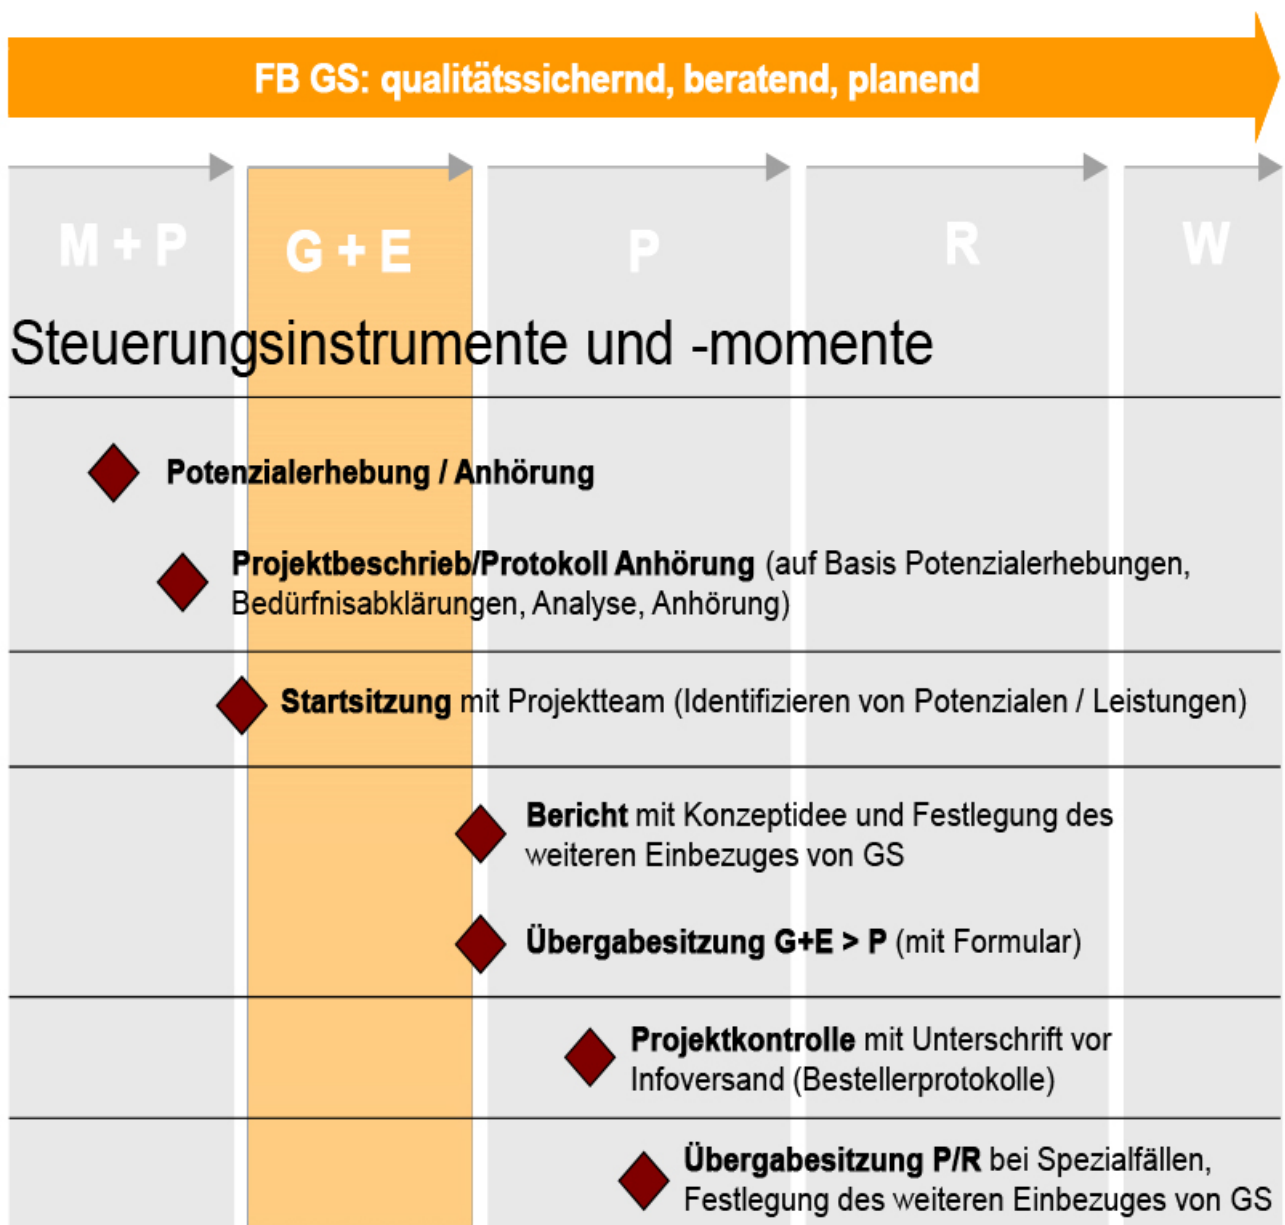 FB GS: qualitätssichernd, beratend, planend
M + P
G + E
P
R
W
Steuerungsinstrumente und -momente
Potenzialerhebung / Anhörung
Projektbeschrieb/Protokoll Anhörung (auf Basis Potenzialerhebungen,
Bedürfnisabklärungen, Analyse, Anhörung)
Startsitzung mit Projektteam (Identifizieren von Potenzialen / Leistungen)
Bericht mit Konzeptidee und Festlegung des
weiteren Einbezuges von GS
Übergabesitzung G+E > P (mit Formular)
Projektkontrolle mit Unterschrift vor
Infoversand (Bestellerprotokolle)
Übergabesitzung P/R bei Spezialfällen,
Festlegung des weiteren Einbezuges von GS